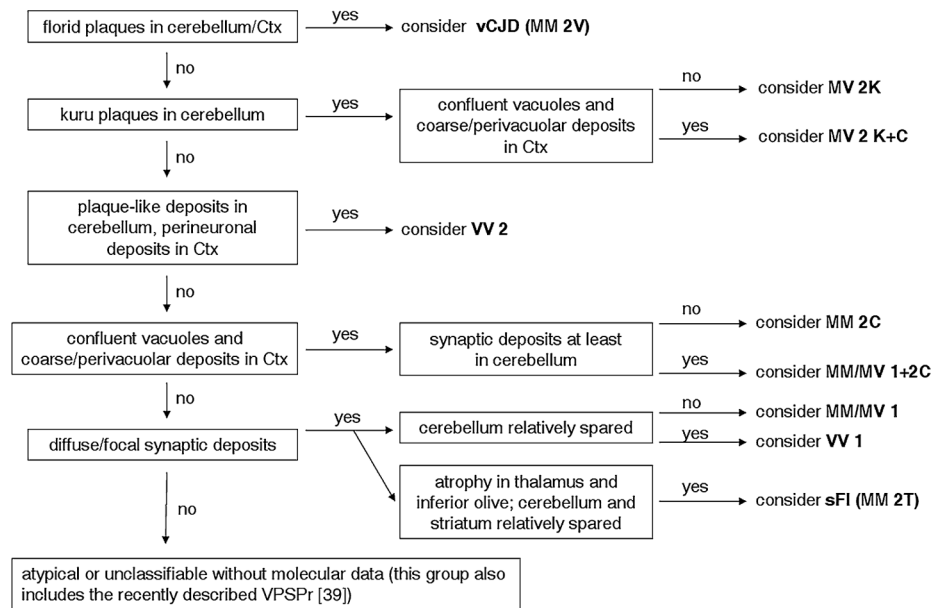 florid plaques in cerebellum/Ctx
yes
consider vCJD (MM 2V)
no
kuru plaques in cerebellum
yes
confluent vacuoles and
coarse/perivacuolar deposits
in Ctx
no
consider MV 2K
yes
consider MV 2 K+C
no
plaque-like deposits in
cerebellum, perineuronal
deposits in Ctx
yes
consider VV 2
no
confluent vacuoles and
coarse/perivacuolar deposits in Ctx
yes
synaptic deposits at least
in cerebellum
no
consider MM 2C
yes
consider MM/MV 1+2C
no
diffuse/focal synaptic deposits
yes
cerebellum relatively spared
no
consider MM/MV 1
yes
consider VV 1
atrophy in thalamus and
inferior olive; cerebellum and
striatum relatively spared
yes
consider sFI (MM 2T)
no
atypical or unclassifiable without molecular data (this group also
includes the recently described VPSPr [39])